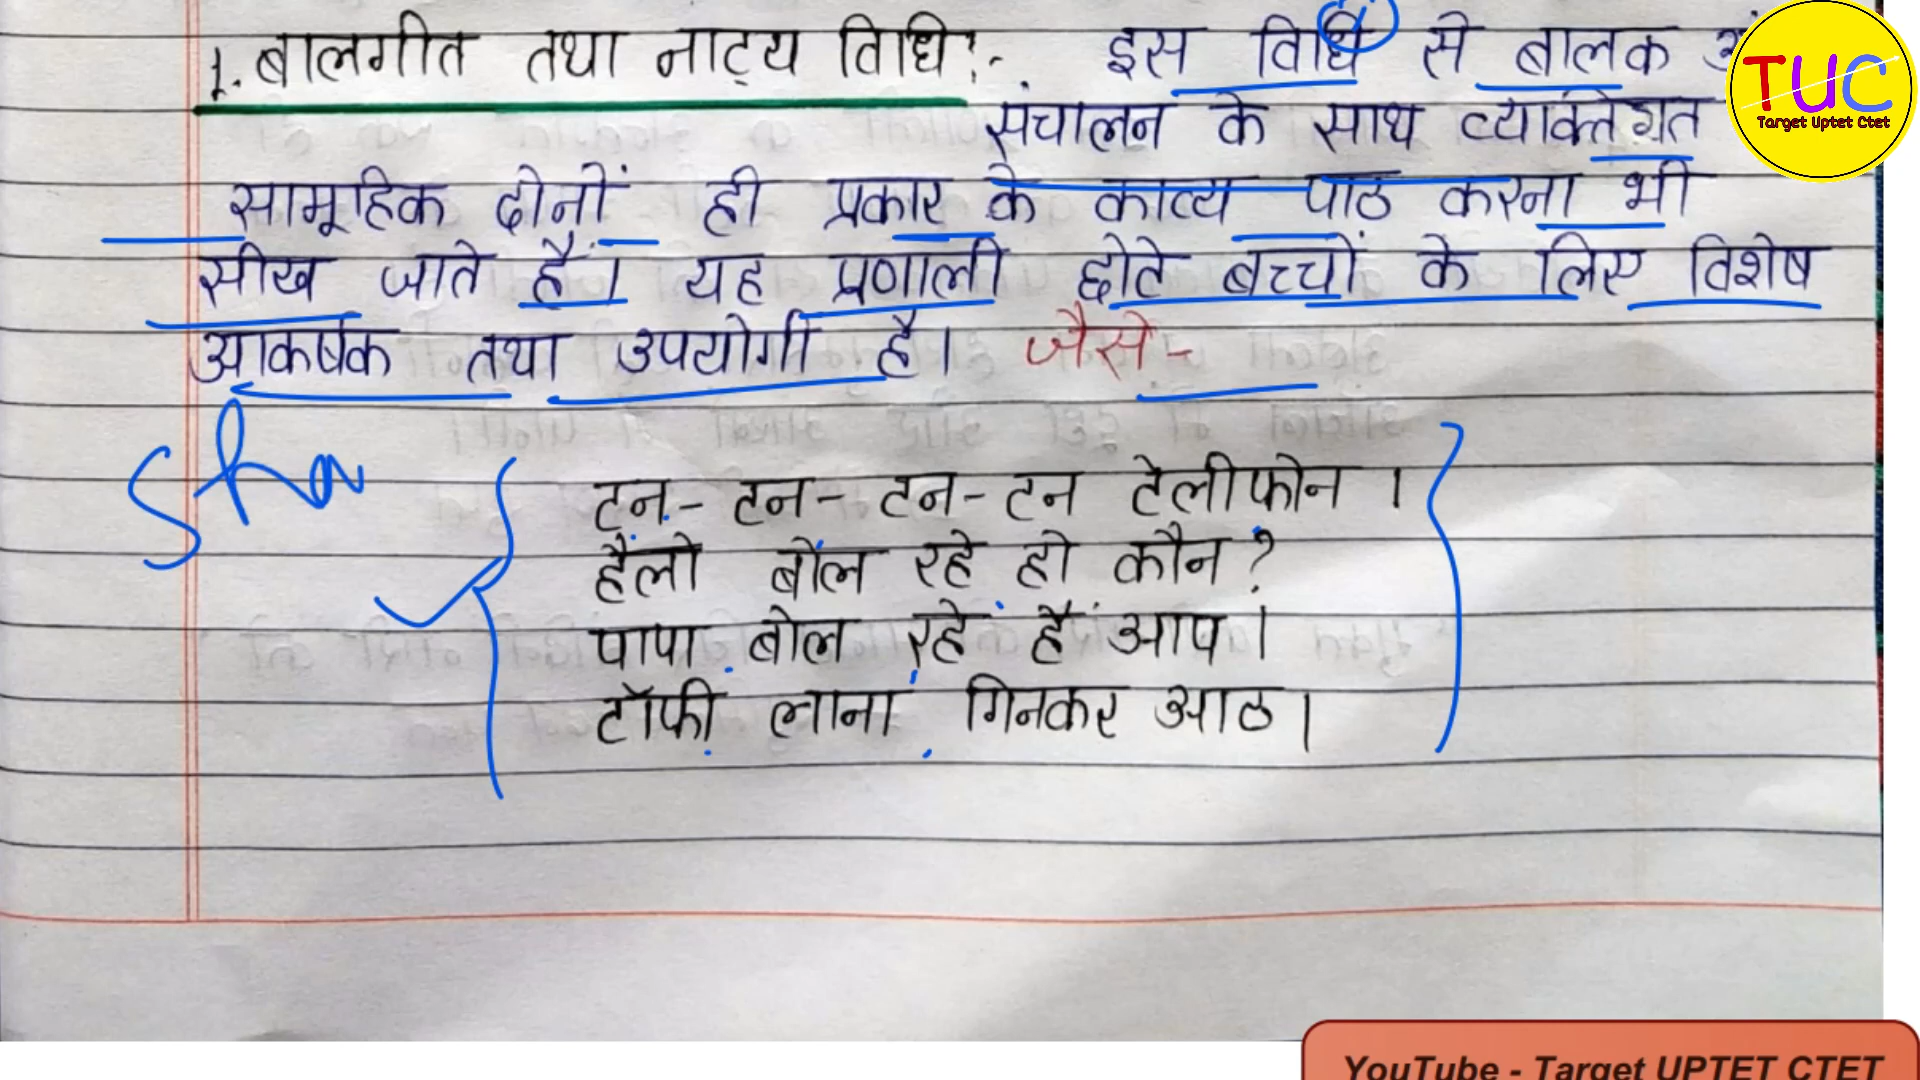 1. बालगीत तथा नाट्य विधि :- इस विधि से बालक
संचालन के साथ व्यक्तिगत
सामूहिक दोनों ही प्रकार के काव्य पाठ करना भी
सीख जाते हैं। यह प्रणाली छोटे बच्चों के लिए विशेष
आकर्षक तथा उपयोगी है। जैसे -
टन - टन - टन - टन टेलीफोन ।
हैलो बोल रहे हो कौन ?
पापा बोल रहे हैं आप ।
टॉफी लाना गिनकर आठ ।
TUC
Target Uptet Ctet
YouTube - Target UPTET CTET